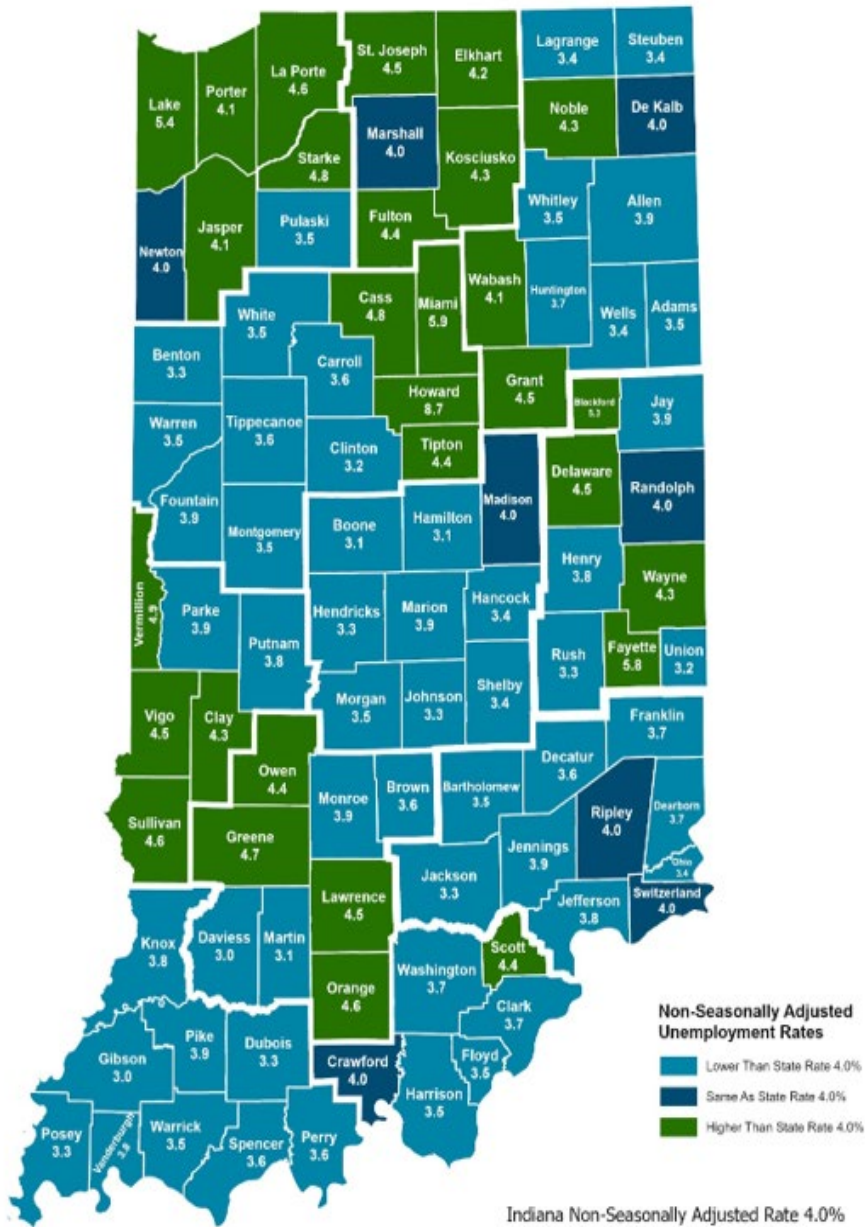 Lagrange
3.4
Steuben
3.4
St. Joseph
4.5
Elkhart
4.2
La Porte
4.6
Porter
4.1
Lake
5.4
Noble
4.3
De Kalb
4.0
Marshall
4.0
Starke
4.8
Kosciusko
4.3
Whitley
3.5
Allen
3.9
Jasper
4.1
Pulaski
3.5
Fulton
4.4
Newton
4.0
Wabash
4.1
Huntington
3.7
Cass
4.8
Miami
5.9
Wells
3.4
Adams
3.5
White
3.5
Benton
3.3
Carroll
3.6
Howard
8.7
Grant
4.5
Blackford
Jay
3.9
Warren
3.5
Tippecanoe
3.6
Clinton
3.2
Tipton
4.4
Delaware
4.5
Randolph
4.0
Fountain
3.9
Montgomery
3.5
Boone
3.1
Hamilton
3.1
Madison
4.0
Henry
3.8
Wayne
4.3
Vermillion
4.9
Parke
3.9
Putnam
3.8
Hendricks
3.3
Marion
3.9
Hancock
3.4
Rush
3.3
Fayette
5.8
Union
3.2
Vigo
4.5
Clay
4.3
Morgan
3.5
Johnson
3.3
Shelby
3.4
Franklin
3.7
Owen
4.4
Monroe
3.9
Brown
3.6
Bartholomew
3.5
Decatur
3.6
Ripley
4.0
Dearborn
3.7
Sullivan
4.6
Greene
4.7
Jennings
3.9
Ohio
3.4
Jackson
3.3
Switzerland
4.0
Lawrence
4.5
Jefferson
3.8
Knox
3.8
Daviess
3.0
Martin
3.1
Scott
4.4
Washington
3.7
Orange
4.6
Clark
3.7
Pike
3.9
Dubois
3.3
Gibson
3.0
Crawford
4.0
Floyd
3.5
Harrison
3.5
Posey
3.3
Vanderburgh
3.8
Warrick
3.5
Spencer
3.6
Perry
3.6
Non-Seasonally Adjusted
Unemployment Rates
Lower Than State Rate 4.0%
Same As State Rate 4.0%
Higher Than State Rate 4.0%
Indiana Non-Seasonally Adjusted Rate 4.0%